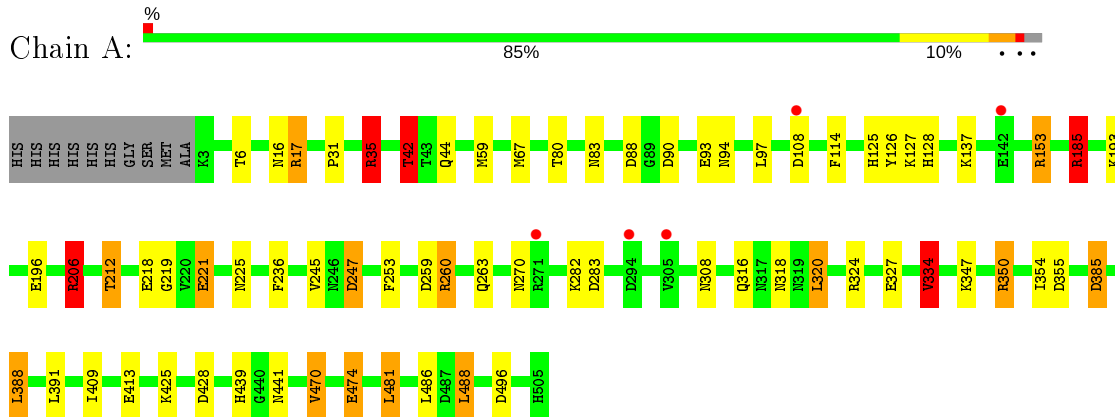 %
Chain A:
85% 10% • • •
HIS HIS HIS HIS HIS HIS GLY SER MET ALA K3 T6 N16 R17 P31 R35 T42 T43 Q44 M59 M67 T80 N83 D88 G89 D90 E93 N94 L97 D108 F114 H125 Y126 K127 H128 K137 E142 R153 R185
E196 R206 T212 E218 G219 V220 E221 N225 F236 V245 N246 D247 F253 D259 R260 Q263 N270 R271 K282 D283 D294 V305 N308 Q316 N317 N318 N319 L320 R324 E327 V334 K347 R350 I354 D355 D385
L388 L391 I409 E413 K425 D428 H439 G440 N441 V470 E474 L481 L486 D487 L488 D496 H505